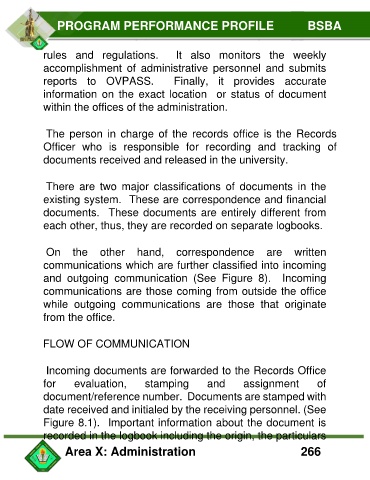 PROGRAM PERFORMANCE PROFILE BSBA
rules and regulations. It also monitors the weekly
accomplishment of administrative personnel and submits
reports to OVPASS. Finally, it provides accurate
information on the exact location or status of document
within the offices of the administration.
The person in charge of the records office is the Records
Officer who is responsible for recording and tracking of
documents received and released in the university.
There are two major classifications of documents in the
existing system. These are correspondence and financial
documents. These documents are entirely different from
each other, thus, they are recorded on separate logbooks.
On the other hand, correspondence are written
communications which are further classified into incoming
and outgoing communication (See Figure 8). Incoming
communications are those coming from outside the office
while outgoing communications are those that originate
from the office.
FLOW OF COMMUNICATION
Incoming documents are forwarded to the Records Office
for evaluation, stamping and assignment of
document/reference number. Documents are stamped with
date received and initialed by the receiving personnel. (See
Figure 8.1). Important information about the document is
recorded in the logbook including the origin, the particulars
Area X: Administration 266